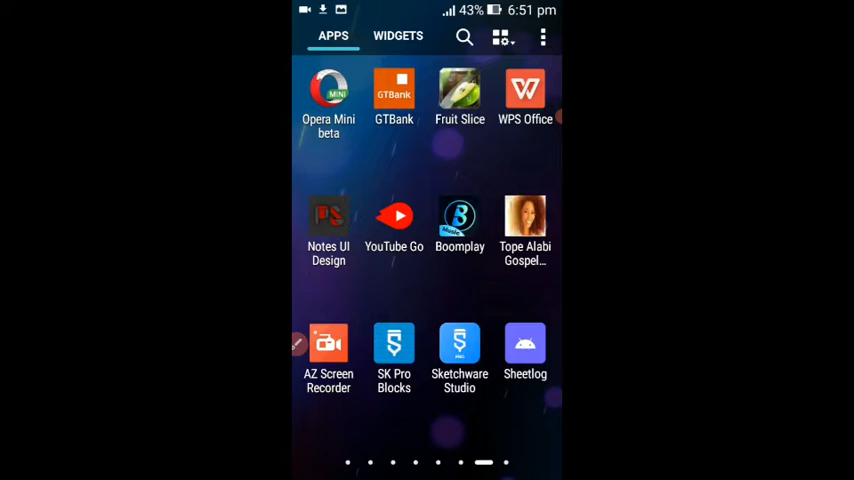 43% 6:51 pm
APPS WIDGETS
MINI GTBank W
Opera Mini beta GTBank Fruit Slice WPS Office
PS B Music
Notes UI Design YouTube Go Boomplay Tope Alabi Gospel...
AZ Screen Recorder SK Pro Blocks Sketchware Studio Sheetlog